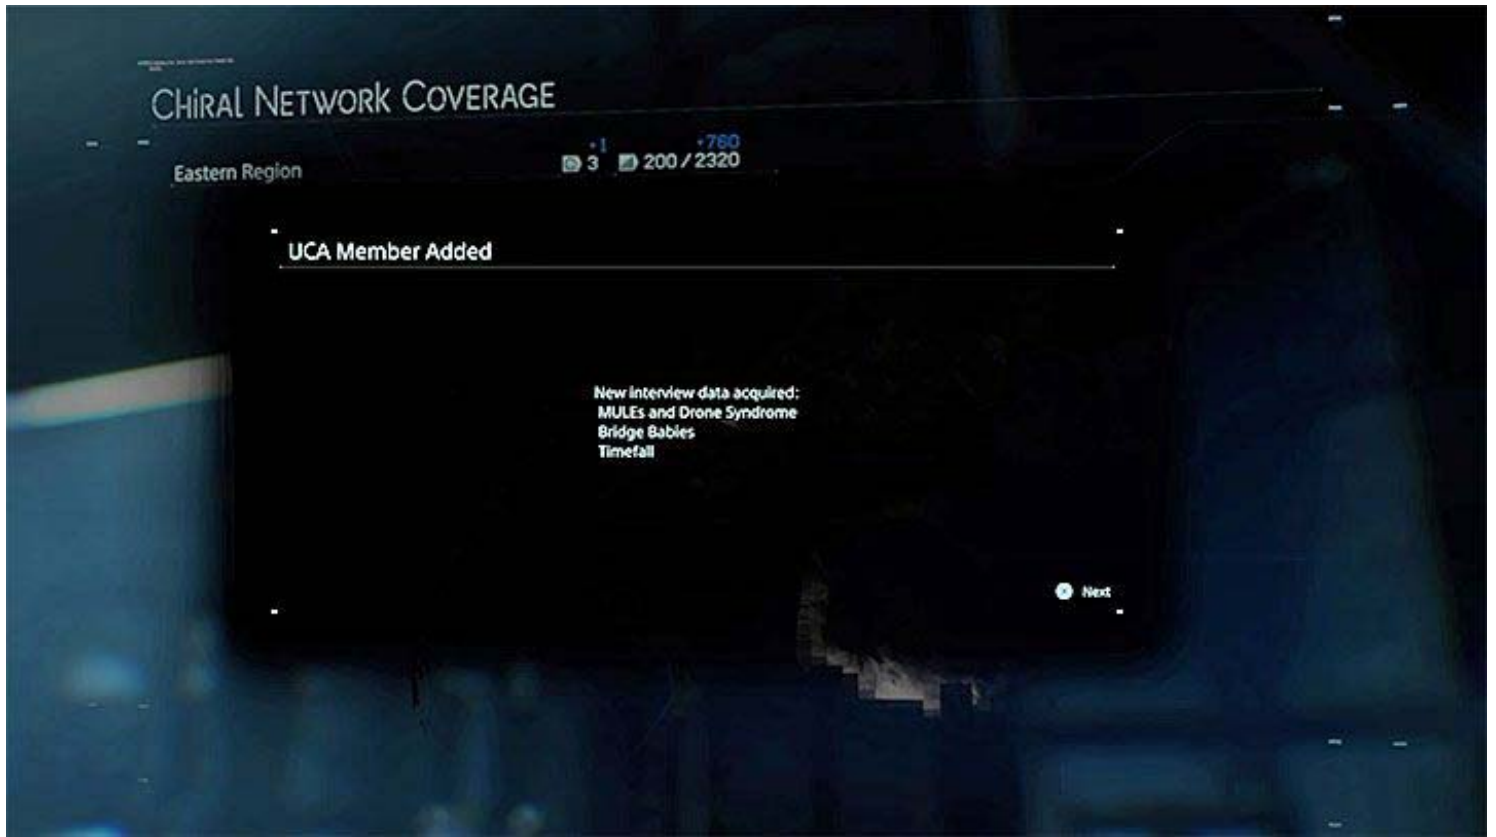 CHiRAL NETWORK COVERAGE
+1 +760
Eastern Region 3 200 / 2320
UCA Member Added
New interview data acquired:
MULEs and Drone Syndrome
Bridge Babies
Timefall
Next